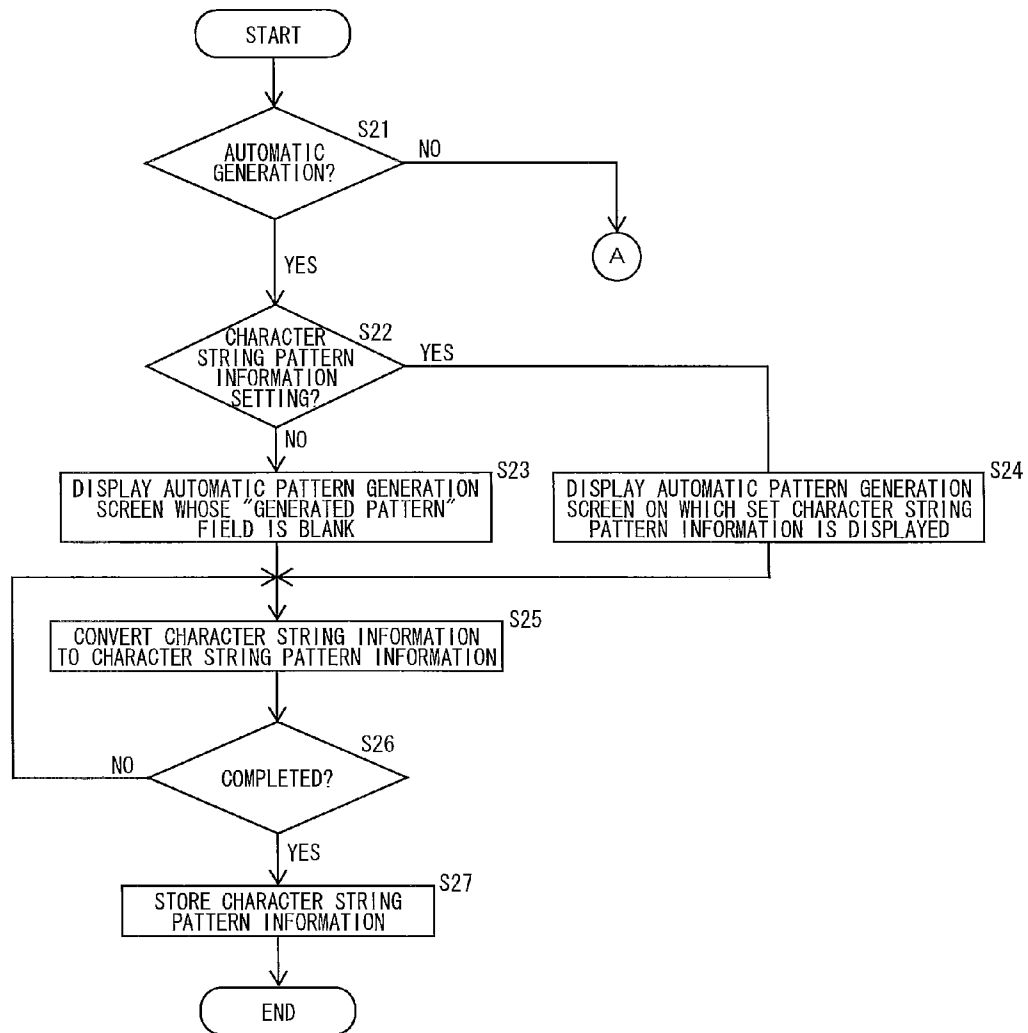 START
S21
AUTOMATIC
GENERATION?
NO
A
YES
S22
CHARACTER
STRING PATTERN
INFORMATION
SETTING?
YES
NO
S23
DISPLAY AUTOMATIC PATTERN GENERATION
SCREEN WHOSE "GENERATED PATTERN"
FIELD IS BLANK
S24
DISPLAY AUTOMATIC PATTERN GENERATION
SCREEN ON WHICH SET CHARACTER STRING
PATTERN INFORMATION IS DISPLAYED
S25
CONVERT CHARACTER STRING INFORMATION
TO CHARACTER STRING PATTERN INFORMATION
S26
COMPLETED?
NO
YES
S27
STORE CHARACTER STRING
PATTERN INFORMATION
END